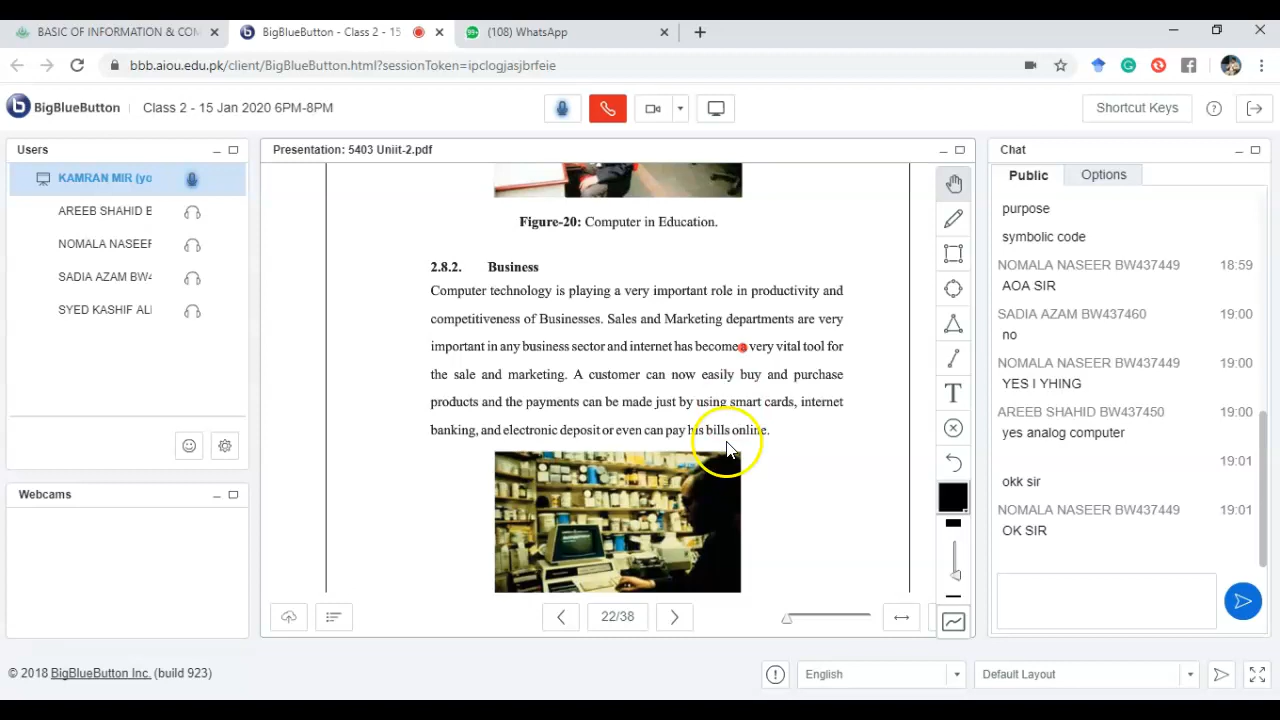 BASIC OF INFORMATION & COM
BigBlueButton - Class 2 - 15
99+
(108) WhatsApp
bbb.aiou.edu.pk/client/BigBlueButton.html?sessionToken=ipclogjasjbrfeie
BigBlueButton
Class 2 - 15 Jan 2020 6PM-8PM
Shortcut Keys
Users
KAMRAN MIR (yo
AREEB SHAHID B
NOMALA NASEER
SADIA AZAM BW4
SYED KASHIF ALI
Webcams
Presentation: 5403 Uniit-2.pdf
Figure-20: Computer in Education.
2.8.2. Business
Computer technology is playing a very important role in productivity and
competitiveness of Businesses. Sales and Marketing departments are very
important in any business sector and internet has become a very vital tool for
the sale and marketing. A customer can now easily buy and purchase
products and the payments can be made just by using smart cards, internet
banking, and electronic deposit or even can pay his bills online.
T
22/38
Chat
Public
Options
purpose
symbolic code
NOMALA NASEER BW437449 18:59
AOA SIR
SADIA AZAM BW437460 19:00
no
NOMALA NASEER BW437449 19:00
YES I YHING
AREEB SHAHID BW437450 19:00
yes analog computer
19:01
okk sir
NOMALA NASEER BW437449 19:01
OK SIR
© 2018 BigBlueButton Inc. (build 923)
English
Default Layout